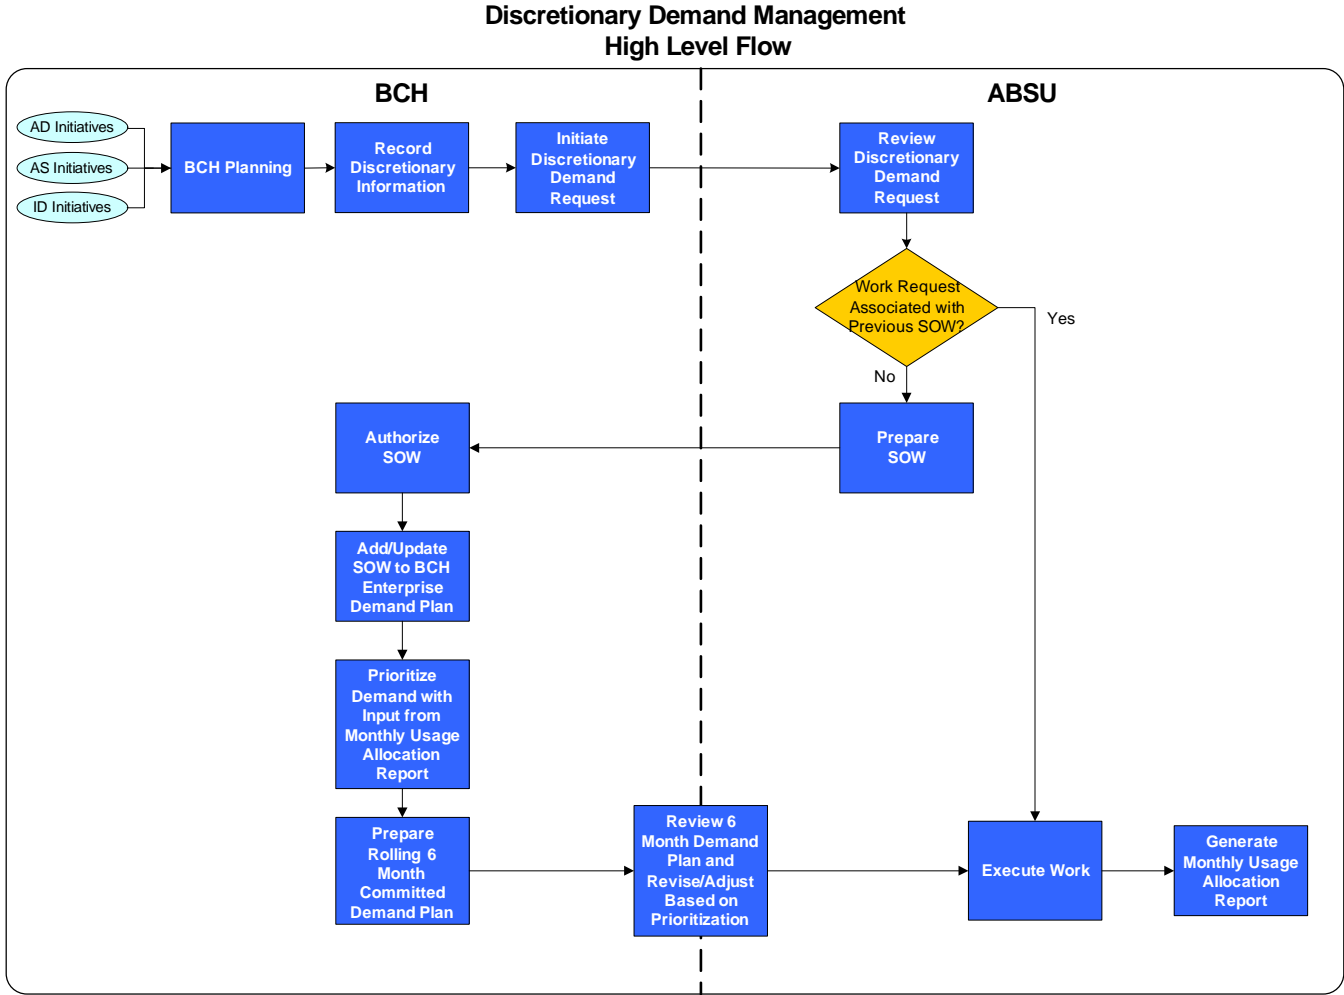 Discretionary Demand Management
High Level Flow
BCH
ABSU
AD Initiatives
AS Initiatives
ID Initiatives
BCH Planning
Record
Discretionary
Information
Initiate
Discretionary
Demand
Request
Review
Discretionary
Demand
Request
Work Request
Associated with
Previous SOW?
Yes
No
Authorize
SOW
Prepare
SOW
Add/Update
SOW to BCH
Enterprise
Demand Plan
Prioritize
Demand with
Input from
Monthly Usage
Allocation
Report
Prepare
Rolling 6
Month
Committed
Demand Plan
Review 6
Month Demand
Plan and
Revise/Adjust
Based on
Prioritization
Execute Work
Generate
Monthly Usage
Allocation
Report